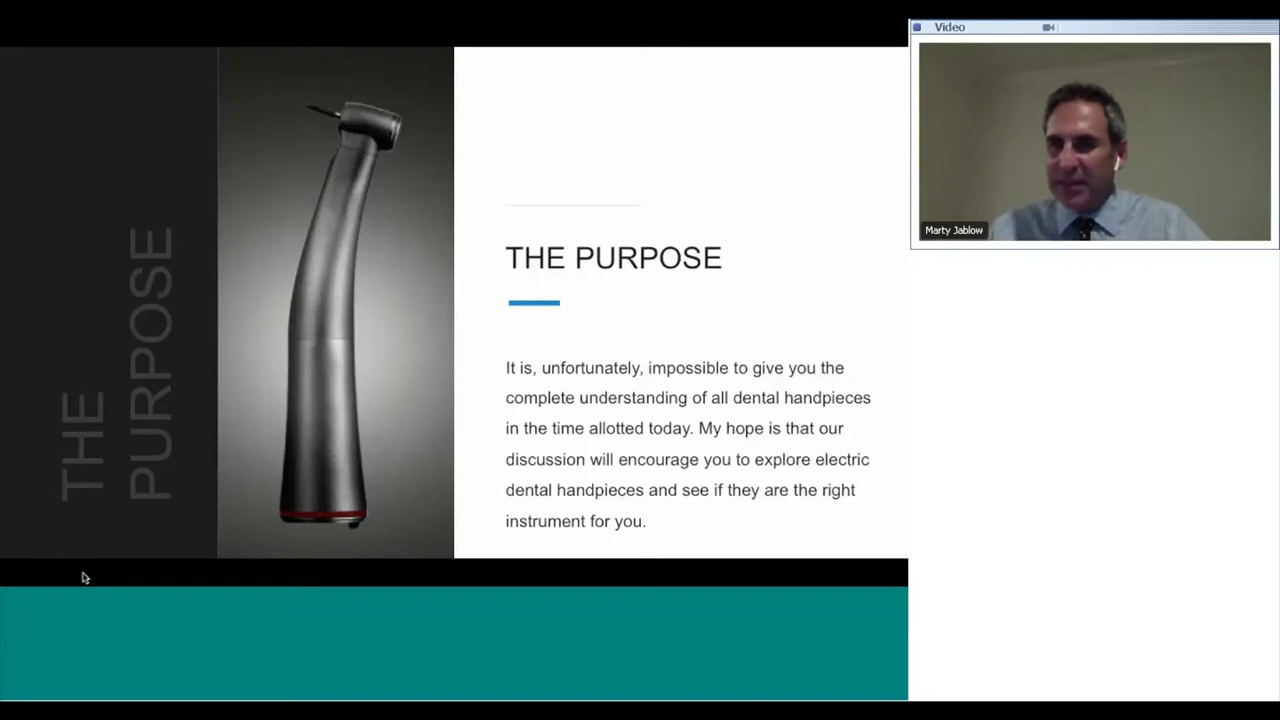 THE
PURPOSE
THE PURPOSE
It is, unfortunately, impossible to give you the
complete understanding of all dental handpieces
in the time allotted today. My hope is that our
discussion will encourage you to explore electric
dental handpieces and see if they are the right
instrument for you.
Video
Marty Jablow